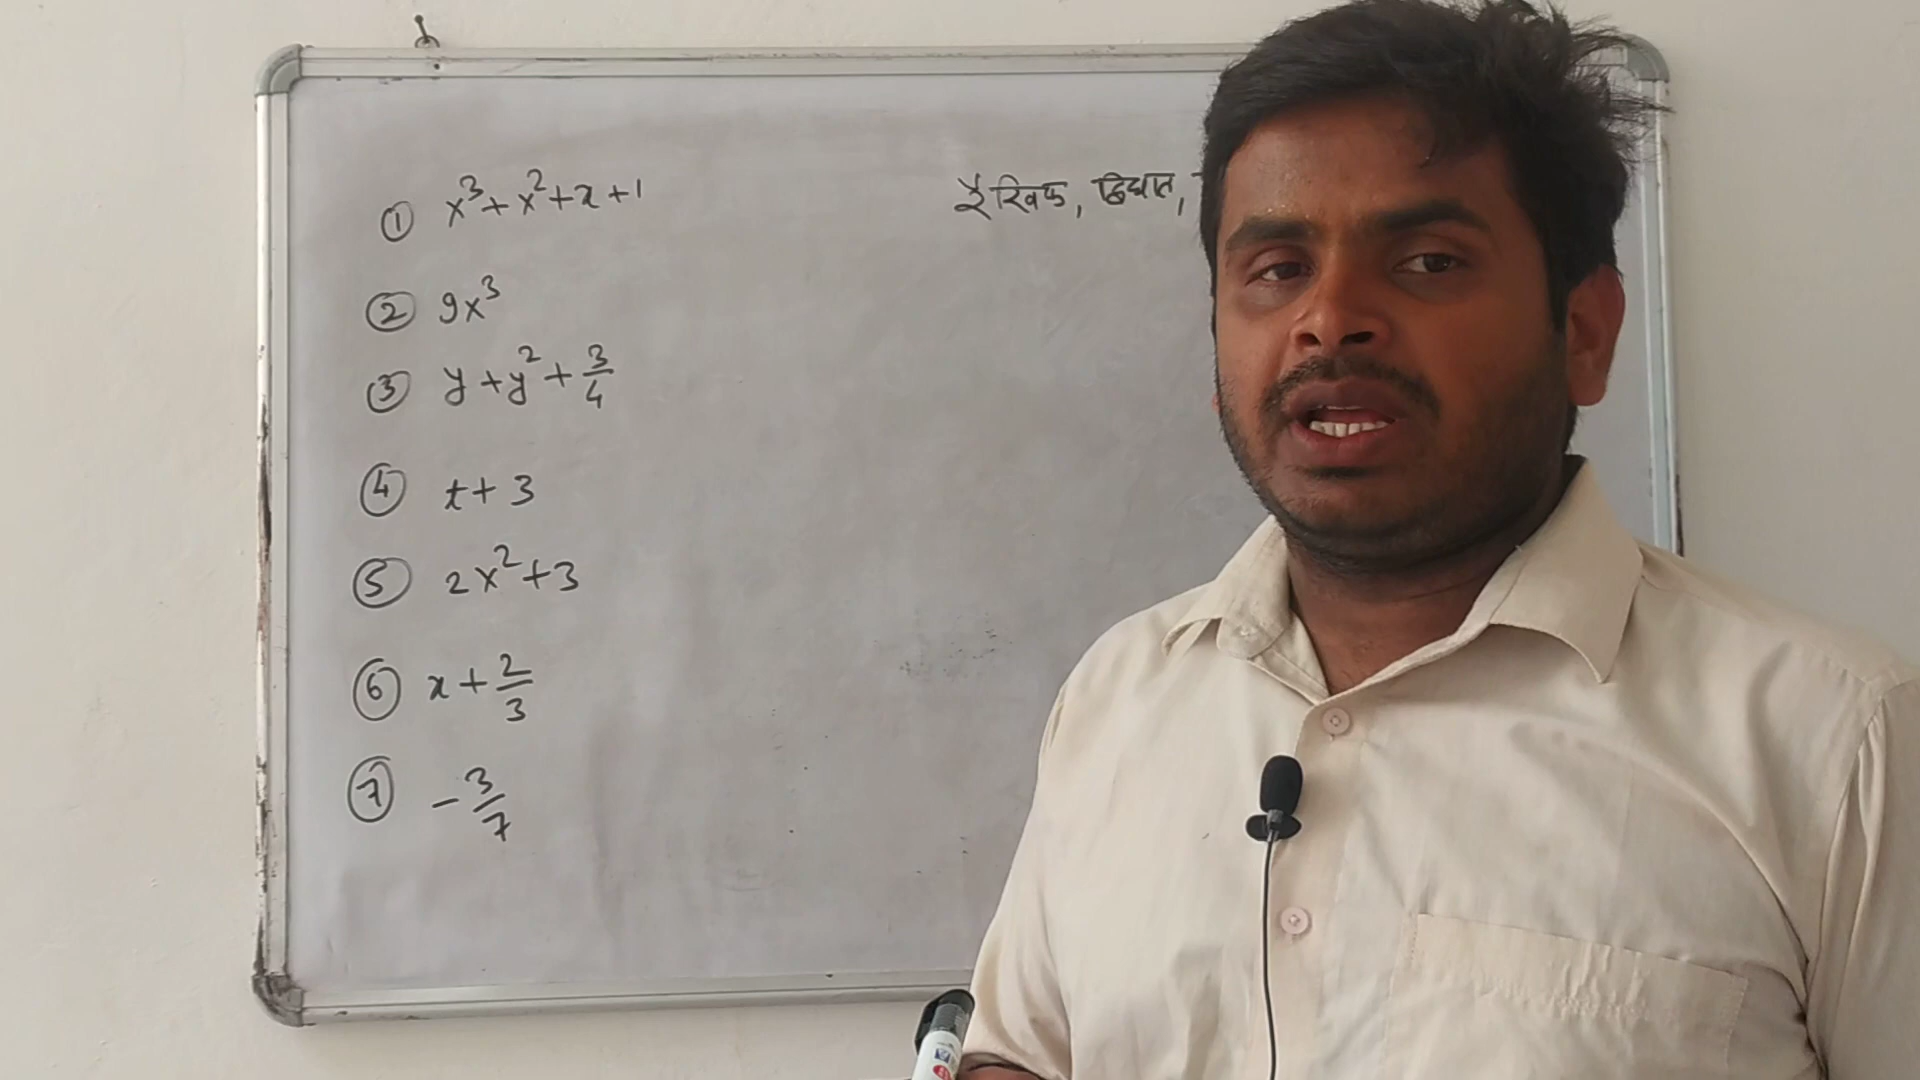 ① x³+x²+x+1
रैखिक, द्विघात,
② 9x³
③ y+y²+3/4
④ t+3
⑤ 2x²+3
⑥ x+2/3
⑦ -3/7